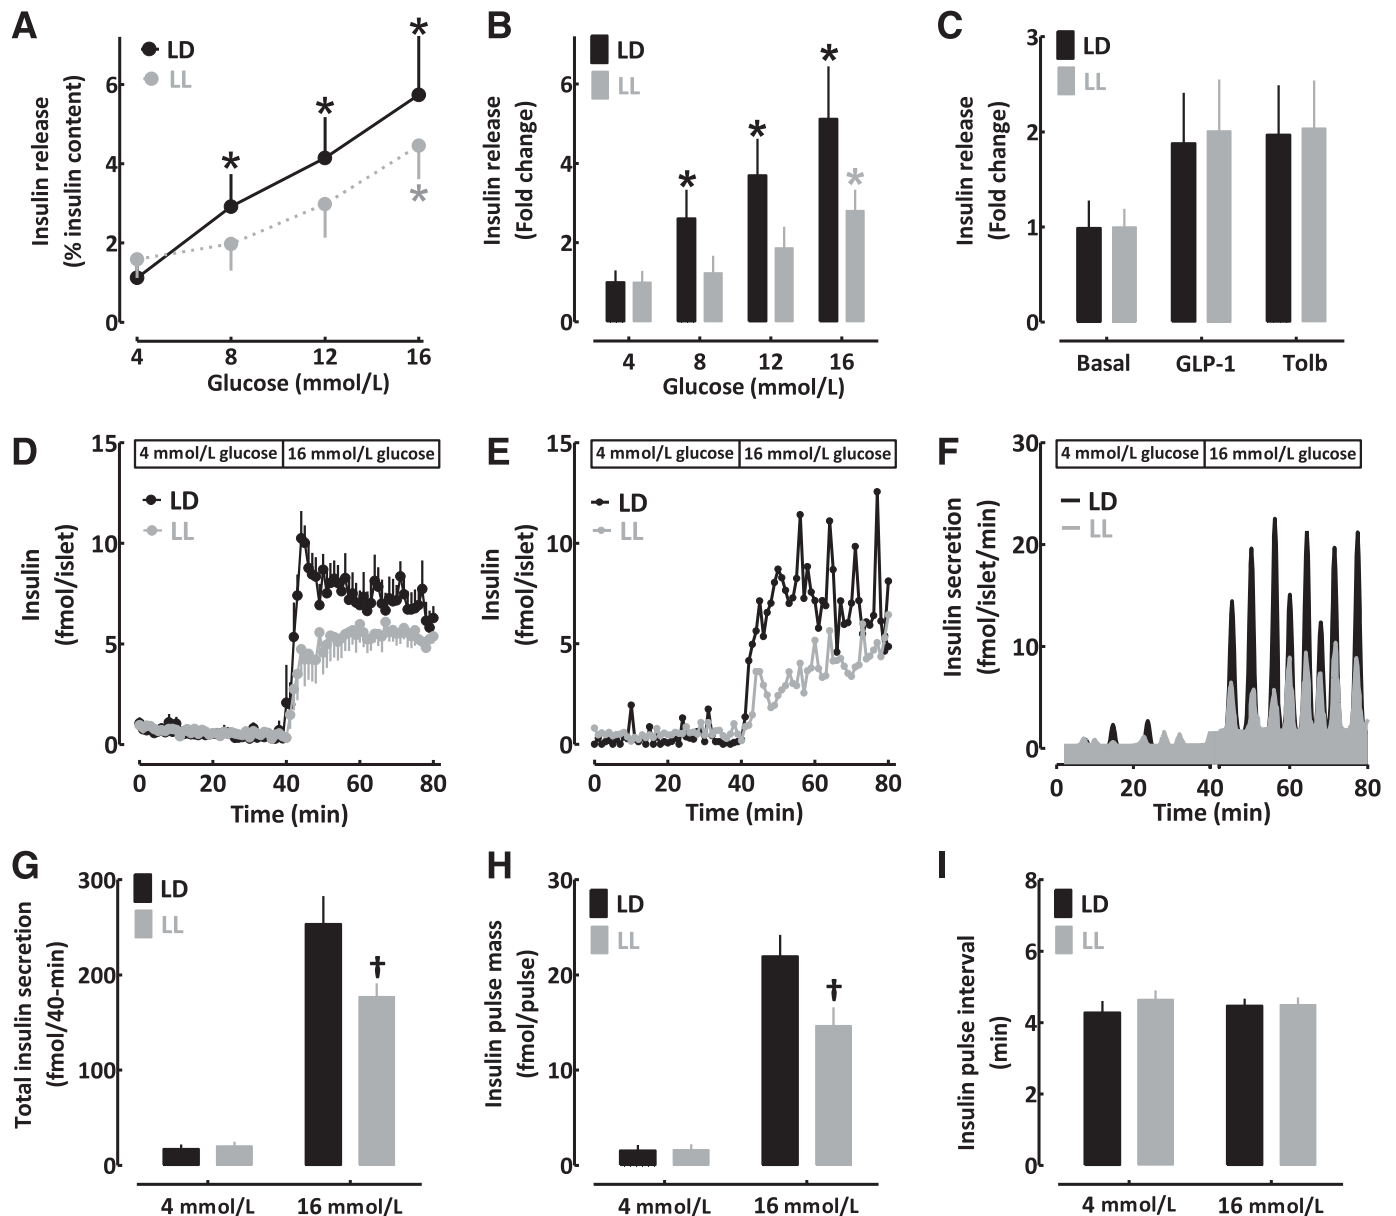 A
Insulin release
(% insulin content)
LD
LL
6
4
2
0
*
*
*
*
4 8 12 16
Glucose (mmol/L)
B
Insulin release
(Fold change)
LD
LL
6
4
2
0
*
*
*
*
4 8 12 16
Glucose (mmol/L)
C
Insulin release
(Fold change)
LD
LL
3
2
1
0
Basal GLP-1 Tolb
D
Insulin
(fmol/islet)
4 mmol/L glucose 16 mmol/L glucose
LD
LL
15
10
5
0
0 20 40 60 80
Time (min)
E
Insulin
(fmol/islet)
4 mmol/L glucose 16 mmol/L glucose
LD
LL
15
10
5
0
0 20 40 60 80
Time (min)
F
Insulin secretion
(fmol/islet/min)
4 mmol/L glucose 16 mmol/L glucose
LD
LL
30
20
10
0
0 20 40 60 80
Time (min)
G
Total insulin secretion
(fmol/40-min)
LD
LL
300
200
100
0
†
4 mmol/L 16 mmol/L
H
Insulin pulse mass
(fmol/pulse)
LD
LL
30
20
10
0
†
4 mmol/L 16 mmol/L
I
Insulin pulse interval
(min)
LD
LL
8
6
4
2
0
4 mmol/L 16 mmol/L